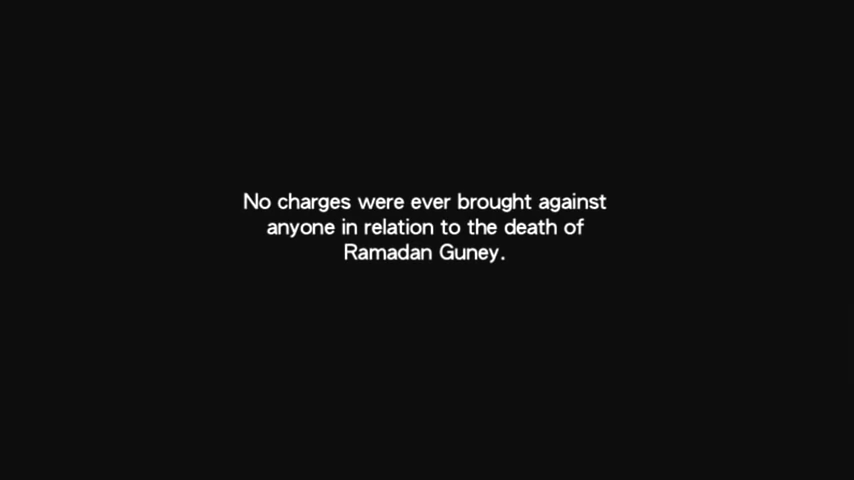 No charges were ever brought against
anyone in relation to the death of
Ramadan Guney.